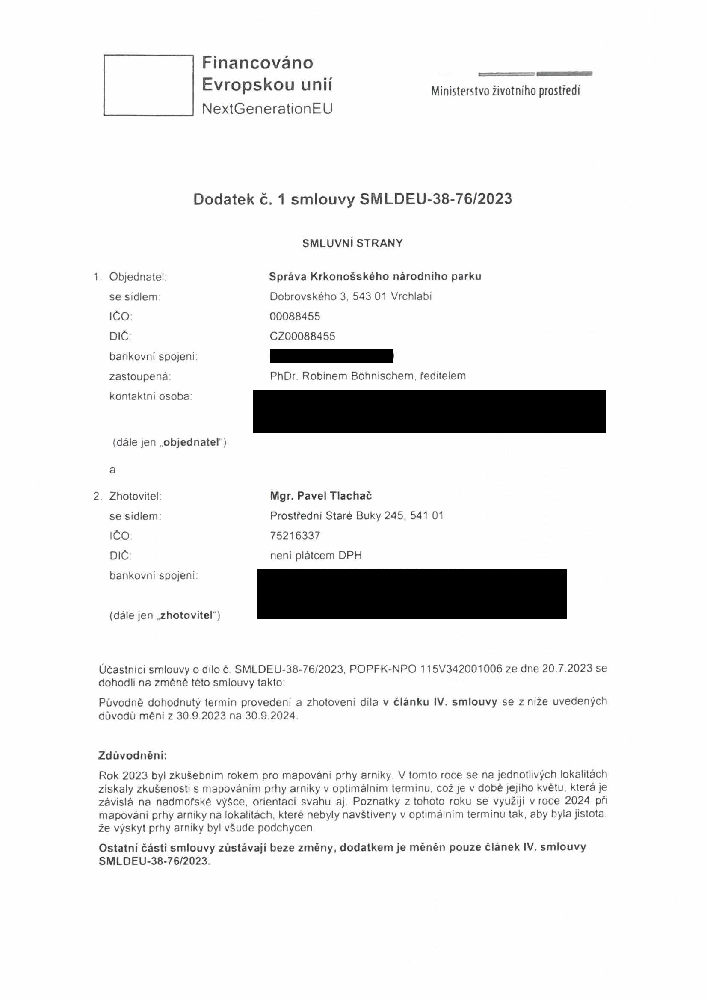 Financováno
Evropskou unií
NextGenerationEU
Ministerstvo životního prostředí
Dodatek č. 1 smlouvy SMLDEU-38-76/2023
SMLUVNÍ STRANY
1. Objednatel: Správa Krkonošského národního parku
se sídlem: Dobrovského 3, 543 01 Vrchlabí
IČO: 00088455
DIČ: CZ00088455
bankovní spojení:
zastoupená: PhDr. Robinem Böhnischem, ředitelem
kontaktní osoba:
(dále jen „objednatel“)
a
2. Zhotovitel: Mgr. Pavel Tlachač
se sídlem: Prostřední Staré Buky 245, 541 01
IČO: 75216337
DIČ: není plátcem DPH
bankovní spojení:
(dále jen „zhotovitel“)
Účastníci smlouvy o dílo č. SMLDEU-38-76/2023, POPFK-NPO 115V342001006 ze dne 20.7.2023 se
dohodli na změně této smlouvy takto:
Původně dohodnutý termín provedení a zhotovení díla v článku IV. smlouvy se z níže uvedených
důvodů mění z 30.9.2023 na 30.9.2024.
Zdůvodnění:
Rok 2023 byl zkušebním rokem pro mapování prhy arniky. V tomto roce se na jednotlivých lokalitách
získaly zkušenosti s mapováním prhy arniky v optimálním termínu, což je v době jejího květu, která je
závislá na nadmořské výšce, orientaci svahu aj. Poznatky z tohoto roku se využijí v roce 2024 při
mapování prhy arniky na lokalitách, které nebyly navštíveny v optimálním termínu tak, aby byla jistota,
že výskyt prhy arniky byl všude podchycen.
Ostatní části smlouvy zůstávají beze změny, dodatkem je měněn pouze článek IV. smlouvy
SMLDEU-38-76/2023.